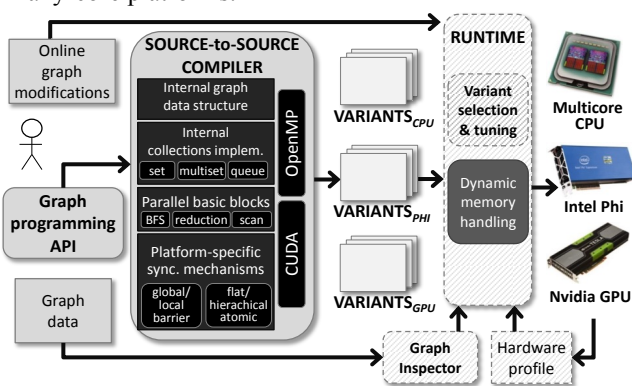 Online
graph
modifications
Graph
programming
API
Graph
data
SOURCE-to-SOURCE
COMPILER
Internal graph
data structure
Internal
collections implem.
set multiset queue
Parallel basic blocks
BFS reduction scan
Platform-specific
sync. mechanisms
global/
local
barrier
flat/
hierachical
atomic
OpenMP
CUDA
VARIANTSCPU
VARIANTSPHI
VARIANTSGPU
RUNTIME
Variant
selection
& tuning
Dynamic
memory
handling
Graph
Inspector
Hardware
profile
Multicore
CPU
Intel Phi
Nvidia GPU